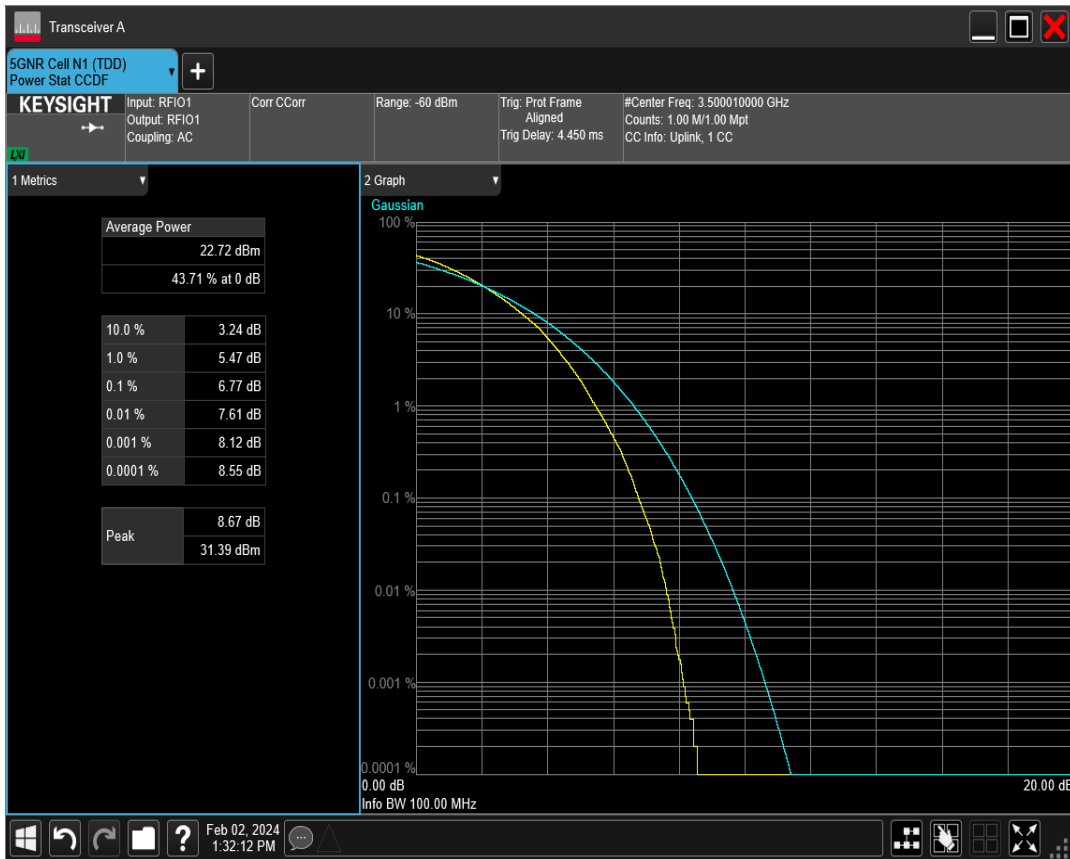 Transceiver A
5GNR Cell N1 (TDD)
Power Stat CCDF
+
KEYSIGHT
LXI
Input: RFIO1
Output: RFIO1
Coupling: AC
Corr CCorr
Range: -60 dBm
Trig: Prot Frame
Aligned
Trig Delay: 4.450 ms
#Center Freq: 3.500010000 GHz
Counts: 1.00 M/1.00 Mpt
CC Info: Uplink, 1 CC
1 Metrics
Average Power
22.72 dBm
43.71 % at 0 dB
10.0 % 3.24 dB
1.0 % 5.47 dB
0.1 % 6.77 dB
0.01 % 7.61 dB
0.001 % 8.12 dB
0.0001 % 8.55 dB
Peak
8.67 dB
31.39 dBm
2 Graph
Gaussian
100 %
10 %
1 %
0.1 %
0.01 %
0.001 %
0.0001 %
0.00 dB
20.00 dB
Info BW 100.00 MHz
?
Feb 02, 2024
1:32:12 PM